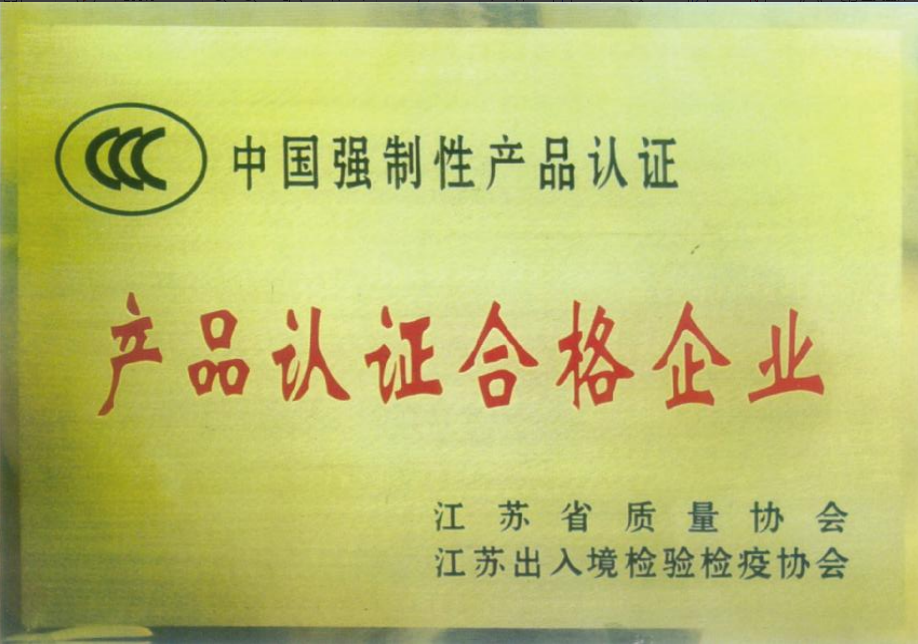 CCC 中国强制性产品认证
产品认证合格企业
江苏省质量协会
江苏出入境检验检疫协会